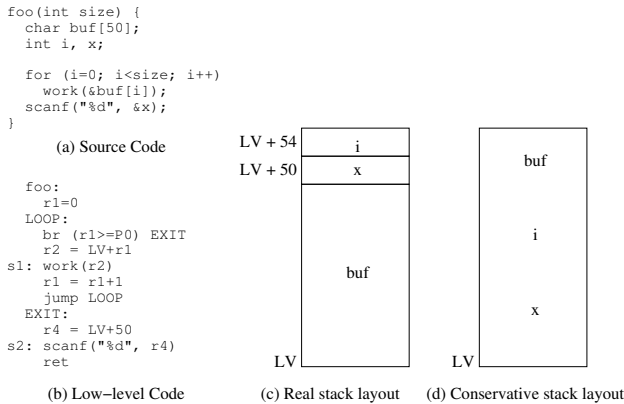 foo(int size) {
char buf[50];
int i, x;
for (i=0; i<size; i++)
work(&buf[i]);
scanf("%d", &x);
}
(a) Source Code
foo:
r1=0
LOOP:
br (r1>=P0) EXIT
r2 = LV+r1
s1: work(r2)
r1 = r1+1
jump LOOP
EXIT:
r4 = LV+50
s2: scanf("%d", r4)
ret
(b) Low−level Code
LV + 54
i
LV + 50
x
buf
LV
(c) Real stack layout
buf
i
x
LV
(d) Conservative stack layout